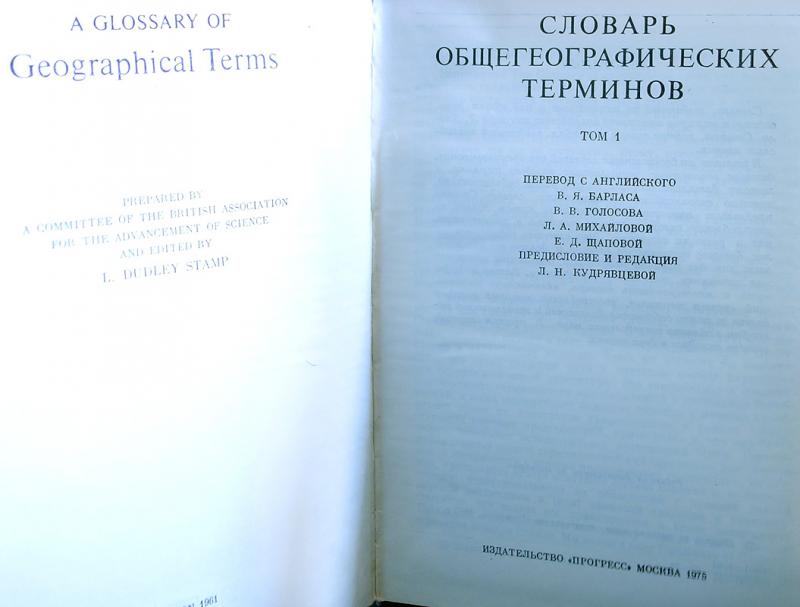 A GLOSSARY OF
Geographical Terms
PREPARED BY
A COMMITTEE OF THE BRITISH ASSOCIATION
FOR THE ADVANCEMENT OF SCIENCE
AND EDITED BY
L. DUDLEY STAMP
1961
СЛОВАРЬ
ОБЩЕГЕОГРАФИЧЕСКИХ
ТЕРМИНОВ
ТОМ 1
ПЕРЕВОД С АНГЛИЙСКОГО
В. Я. БАРЛАСА
В. В. ГОЛОСОВА
Л. А. МИХАЙЛОВОЙ
Е. Д. ЩАПОВОЙ
ПРЕДИСЛОВИЕ И РЕДАКЦИЯ
Л. Н. КУДРЯВЦЕВОЙ
ИЗДАТЕЛЬСТВО «ПРОГРЕСС» МОСКВА 1975